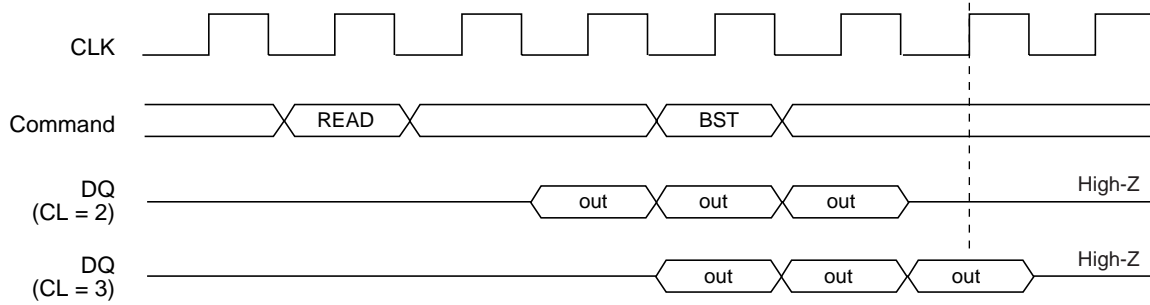 CLK
Command
READ
BST
DQ
(CL = 2)
out
out
out
High-Z
DQ
(CL = 3)
out
out
out
High-Z